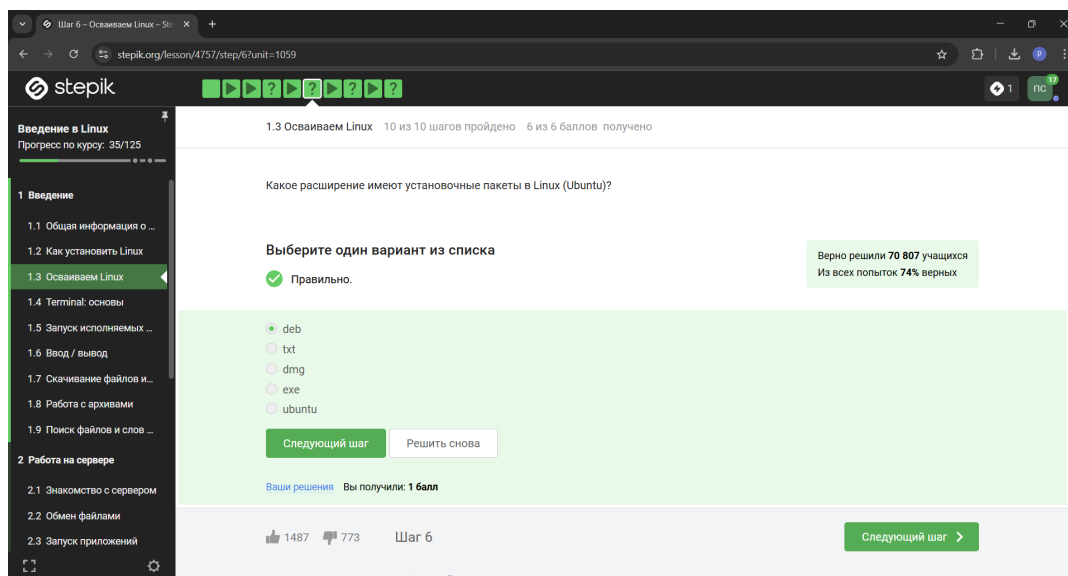 Шаг 6 – Осваиваем Linux – Ste
stepik.org/lesson/4757/step/6?unit=1059
P
stepik
1
ПС
17
Введение в Linux
Прогресс по курсу: 35/125
1 Введение
1.1 Общая информация о ...
1.2 Как установить Linux
1.3 Осваиваем Linux
1.4 Terminal: основы
1.5 Запуск исполняемых ...
1.6 Ввод / вывод
1.7 Скачивание файлов и...
1.8 Работа с архивами
1.9 Поиск файлов и слов ...
2 Работа на сервере
2.1 Знакомство с сервером
2.2 Обмен файлами
2.3 Запуск приложений
1.3 Осваиваем Linux 10 из 10 шагов пройдено 6 из 6 баллов получено
Какое расширение имеют установочные пакеты в Linux (Ubuntu)?
Выберите один вариант из списка
Правильно.
Верно решили 70 807 учащихся
Из всех попыток 74% верных
deb
txt
dmg
exe
ubuntu
Следующий шаг
Решить снова
Ваши решения Вы получили: 1 балл
1487 773 Шаг 6
Следующий шаг